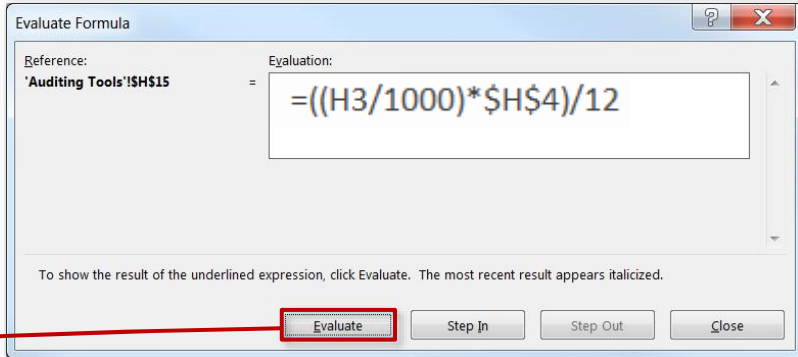 Evaluate Formula
? X
Reference: Evaluation:
'Auditing Tools'!$H$15 = =((H3/1000)*$H$4)/12
To show the result of the underlined expression, click Evaluate. The most recent result appears italicized.
Evaluate Step In Step Out Close